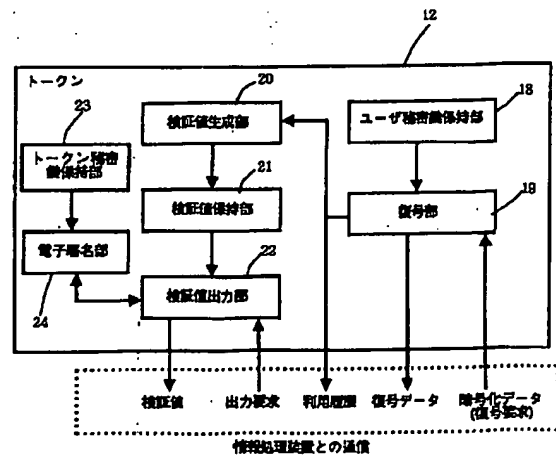 12
トークン
23
トークン秘密
鍵保持部
20
検証値生成部
18
ユーザ秘密鍵保持部
21
検証値保持部
19
復号部
電子署名部
24
22
検証値出力部
検証値
出力要求
利用履歴
復号データ
暗号化データ
(復号要求)
情報処理装置との通信